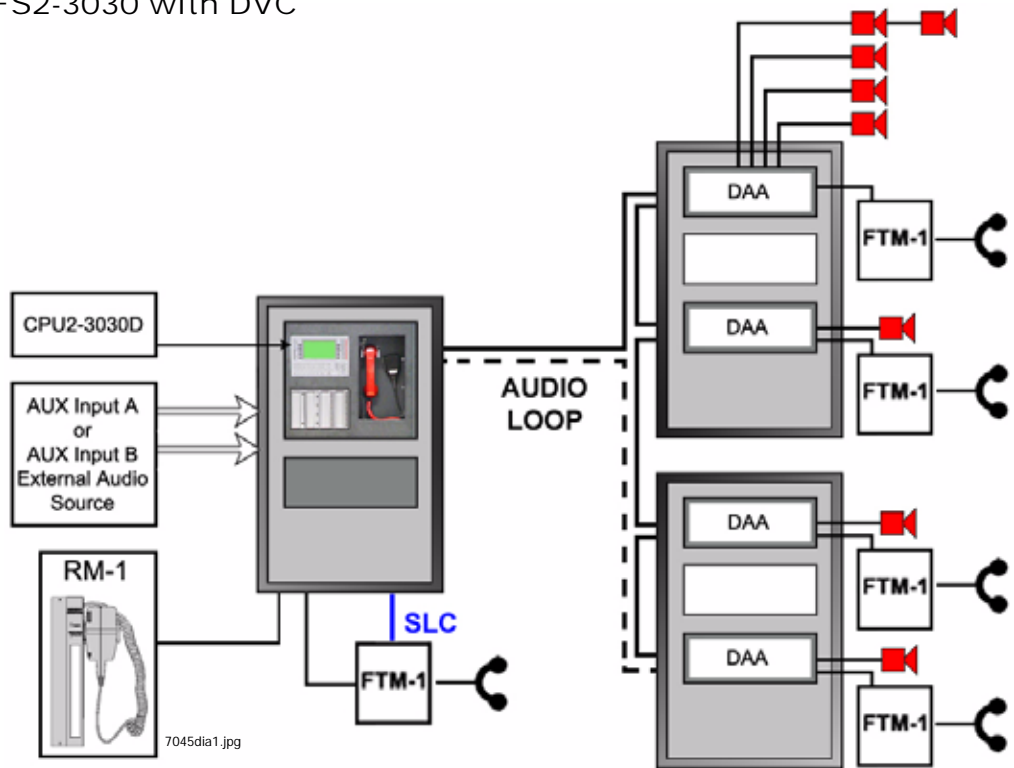 FS2-3030 with DVC
DAA
FTM-1
DAA
FTM-1
CPU2-3030D
AUX Input A
or
AUX Input B
External Audio
Source
AUDIO
LOOP
DAA
FTM-1
DAA
FTM-1
RM-1
SLC
FTM-1
7045dia1.jpg